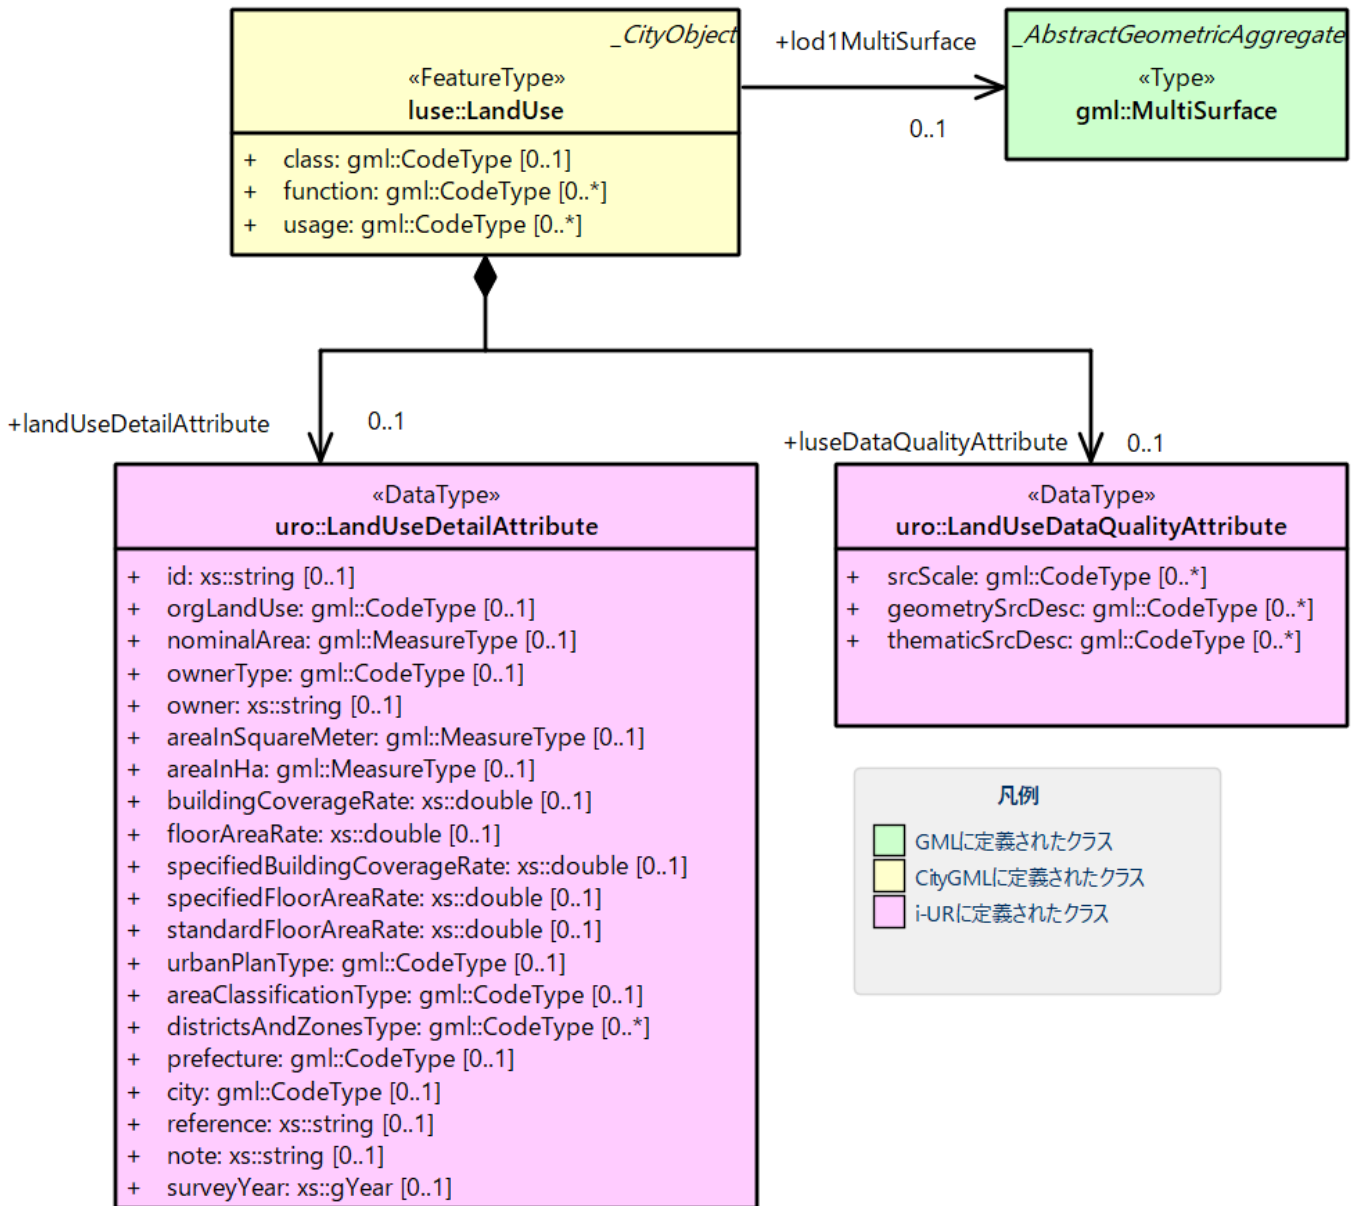 _CityObject
«FeatureType»
luse::LandUse
+ class: gml::CodeType [0..1]
+ function: gml::CodeType [0..*]
+ usage: gml::CodeType [0..*]
+lod1MultiSurface
0..1
_AbstractGeometricAggregate
«Type»
gml::MultiSurface
+landUseDetailAttribute
0..1
+luseDataQualityAttribute
0..1
«DataType»
uro::LandUseDetailAttribute
+ id: xs::string [0..1]
+ orgLandUse: gml::CodeType [0..1]
+ nominalArea: gml::MeasureType [0..1]
+ ownerType: gml::CodeType [0..1]
+ owner: xs::string [0..1]
+ areaInSquareMeter: gml::MeasureType [0..1]
+ areaInHa: gml::MeasureType [0..1]
+ buildingCoverageRate: xs::double [0..1]
+ floorAreaRate: xs::double [0..1]
+ specifiedBuildingCoverageRate: xs::double [0..1]
+ specifiedFloorAreaRate: xs::double [0..1]
+ standardFloorAreaRate: xs::double [0..1]
+ urbanPlanType: gml::CodeType [0..1]
+ areaClassificationType: gml::CodeType [0..1]
+ districtsAndZonesType: gml::CodeType [0..*]
+ prefecture: gml::CodeType [0..1]
+ city: gml::CodeType [0..1]
+ reference: xs::string [0..1]
+ note: xs::string [0..1]
+ surveyYear: xs::gYear [0..1]
«DataType»
uro::LandUseDataQualityAttribute
+ srcScale: gml::CodeType [0..*]
+ geometrySrcDesc: gml::CodeType [0..*]
+ thematicSrcDesc: gml::CodeType [0..*]
凡例
GMLに定義されたクラス
CityGMLに定義されたクラス
i-URに定義されたクラス